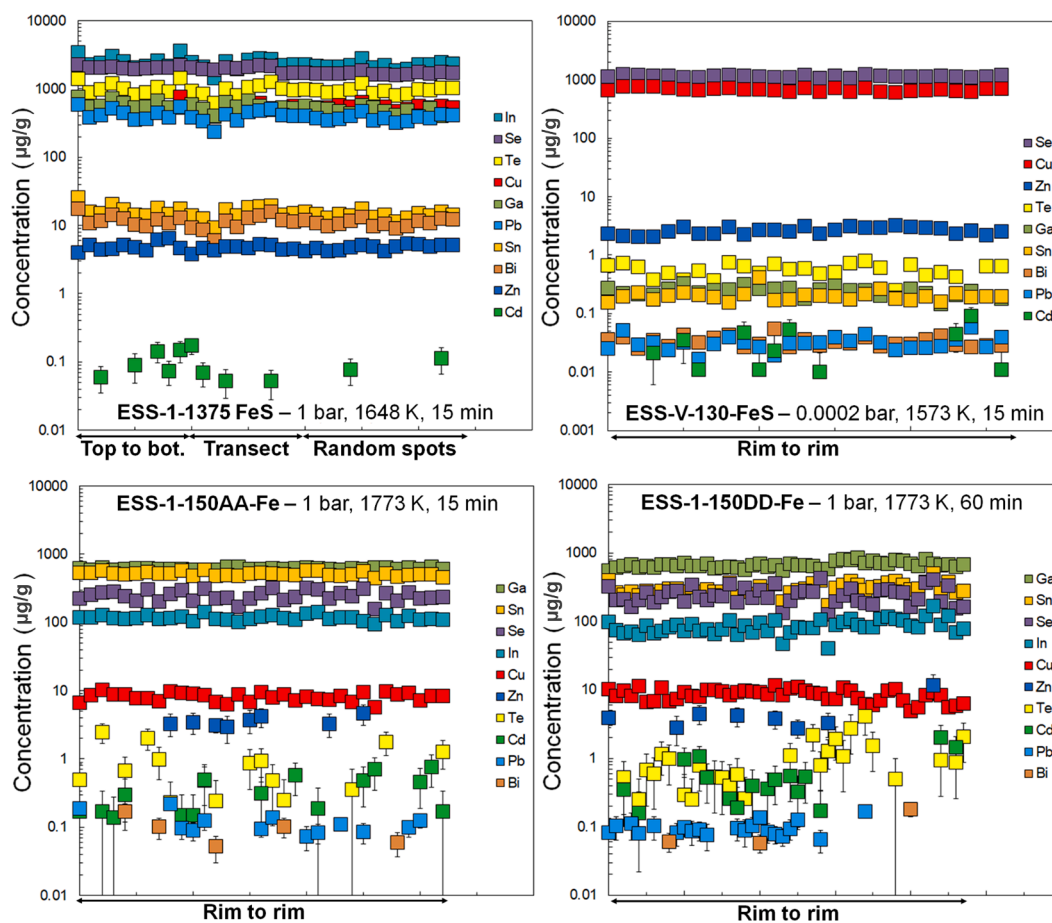 10000
1000
100
10
1
0.1
0.01
Concentration ( µg/g)
In
Se
Te
Cu
Ga
Pb
Sn
Bi
Zn
Cd
ESS-1-1375 FeS – 1 bar, 1648 K, 15 min
Top to bot. Transect Random spots
10000
1000
100
10
1
0.1
0.01
0.001
Concentration ( µg/g)
Se
Cu
Zn
Te
Ga
Sn
Bi
Pb
Cd
ESS-V-130-FeS – 0.0002 bar, 1573 K, 15 min
Rim to rim
10000
1000
100
10
1
0.1
0.01
Concentration (µg/g)
ESS-1-150AA-Fe – 1 bar, 1773 K, 15 min
Ga
Sn
Se
In
Cu
Zn
Te
Cd
Pb
Bi
Rim to rim
10000
1000
100
10
1
0.1
0.01
Concentration (µg/g)
ESS-1-150DD-Fe – 1 bar, 1773 K, 60 min
Ga
Sn
Se
In
Cu
Zn
Te
Cd
Pb
Bi
Rim to rim